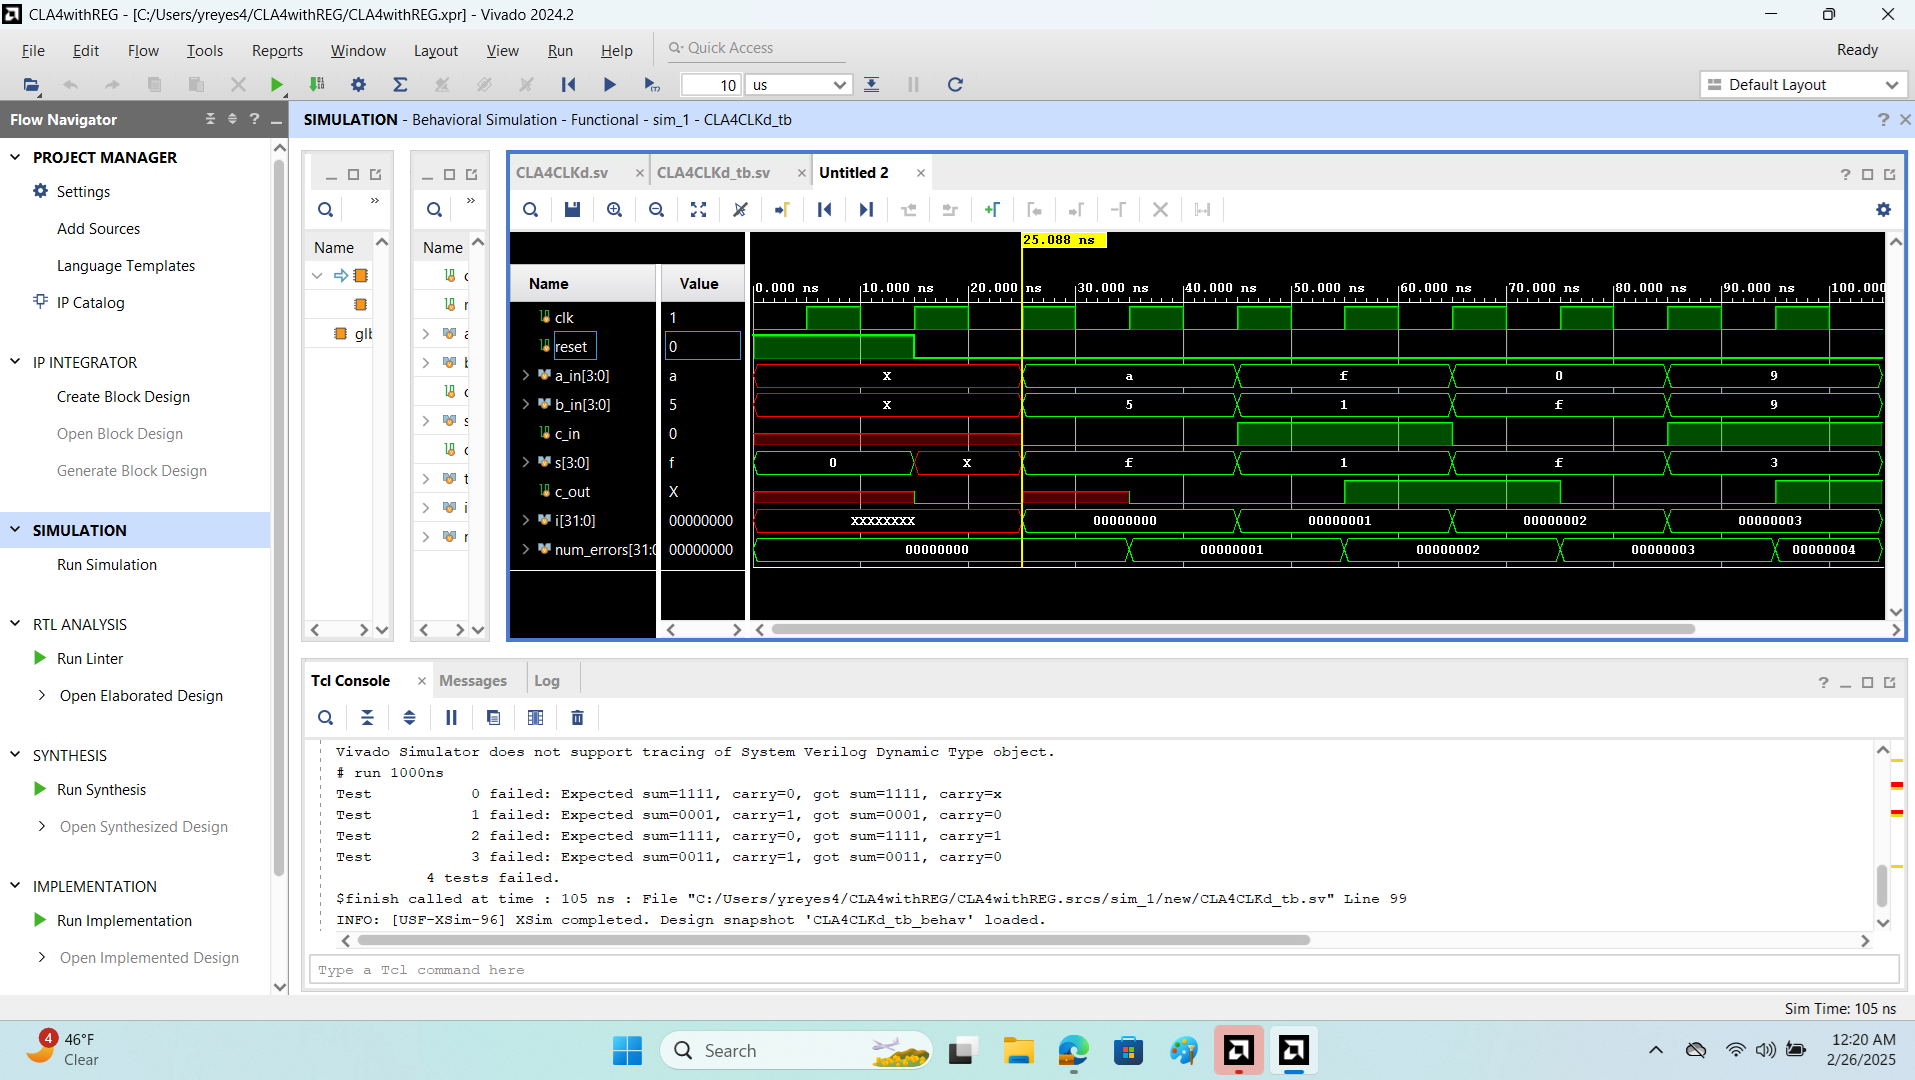 CLA4withREG - [C:/Users/yreyes4/CLA4withREG/CLA4withREG.xpr] - Vivado 2024.2
File Edit Flow Tools Reports Window Layout View Run Help Quick Access
Ready
10 us
Default Layout
Flow Navigator
SIMULATION - Behavioral Simulation - Functional - sim_1 - CLA4CLKd_tb
PROJECT MANAGER
Settings
Add Sources
Language Templates
IP Catalog
IP INTEGRATOR
Create Block Design
Open Block Design
Generate Block Design
SIMULATION
Run Simulation
RTL ANALYSIS
Run Linter
Open Elaborated Design
SYNTHESIS
Run Synthesis
Open Synthesized Design
IMPLEMENTATION
Run Implementation
Open Implemented Design
Name
glb
Name
CLA4CLKd.sv CLA4CLKd_tb.sv Untitled 2
25.088 ns
Name Value
0.000 ns 10.000 ns 20.000 ns 30.000 ns 40.000 ns 50.000 ns 60.000 ns 70.000 ns 80.000 ns 90.000 ns 100.000
clk 1
reset 0
a_in[3:0] a X a f 0 9
b_in[3:0] 5 X 5 1 f 9
c_in 0
s[3:0] f 0 X f 1 f 3
c_out X
i[31:0] 00000000 XXXXXXXX 00000000 00000001 00000002 00000003
num_errors[31:0 00000000 00000000 00000001 00000002 00000003 00000004
Tcl Console Messages Log
Vivado Simulator does not support tracing of System Verilog Dynamic Type object.
# run 1000ns
Test 0 failed: Expected sum=1111, carry=0, got sum=1111, carry=x
Test 1 failed: Expected sum=0001, carry=1, got sum=0001, carry=0
Test 2 failed: Expected sum=1111, carry=0, got sum=1111, carry=1
Test 3 failed: Expected sum=0011, carry=1, got sum=0011, carry=0
4 tests failed.
$finish called at time : 105 ns : File "C:/Users/yreyes4/CLA4withREG/CLA4withREG.srcs/sim_1/new/CLA4CLKd_tb.sv" Line 99
INFO: [USF-XSim-96] XSim completed. Design snapshot 'CLA4CLKd_tb_behav' loaded.
Type a Tcl command here
Sim Time: 105 ns
4
46°F
Clear
Search
12:20 AM
2/26/2025